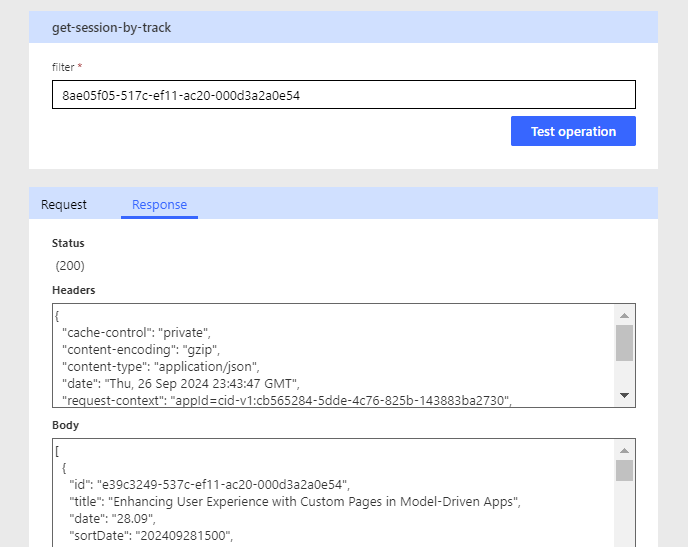 get-session-by-track
filter *
8ae05f05-517c-ef11-ac20-000d3a2a0e54
Test operation
Request Response
Status
(200)
Headers
{
"cache-control": "private",
"content-encoding": "gzip",
"content-type": "application/json",
"date": "Thu, 26 Sep 2024 23:43:47 GMT",
"request-context": "appId=cid-v1:cb565284-5dde-4c76-825b-143883ba2730",
Body
[
{
"id": "e39c3249-537c-ef11-ac20-000d3a2a0e54",
"title": "Enhancing User Experience with Custom Pages in Model-Driven Apps",
"date": "28.09",
"sortDate": "202409281500",